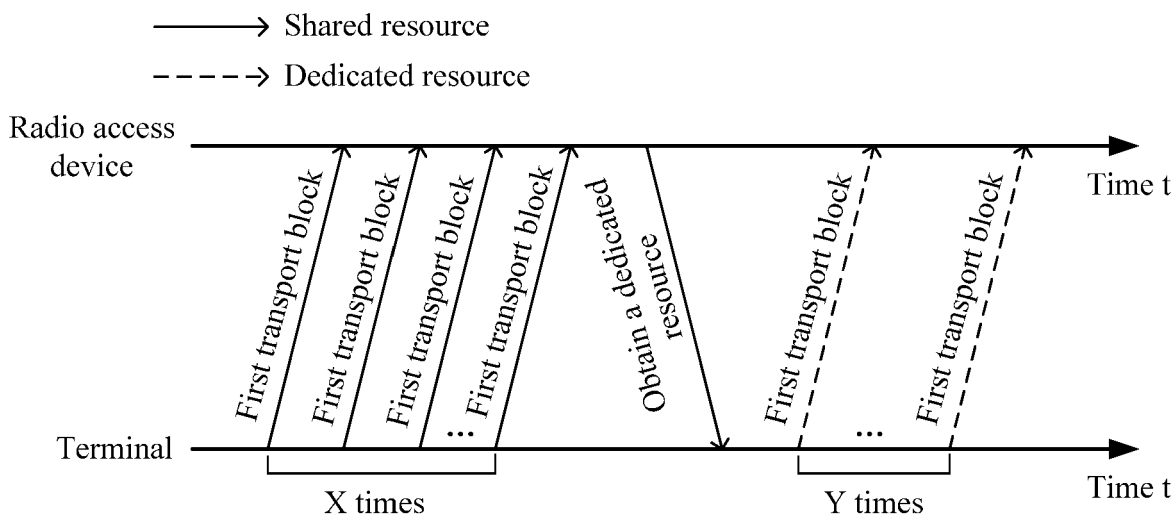 Shared resource
Dedicated resource
Radio access
device
Time t
First transport block
First transport block
First transport block
First transport block
Obtain a dedicated
resource
First transport block
First transport block
...
...
Terminal
Time t
X times
Y times